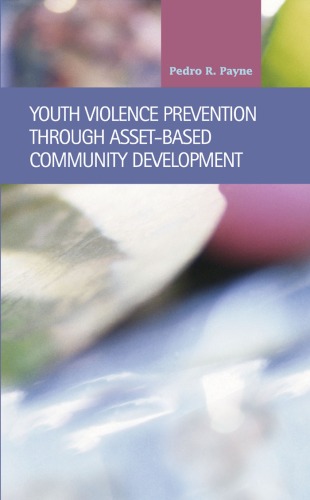 Pedro R. Payne
YOUTH VIOLENCE PREVENTION
THROUGH ASSET-BASED
COMMUNITY DEVELOPMENT